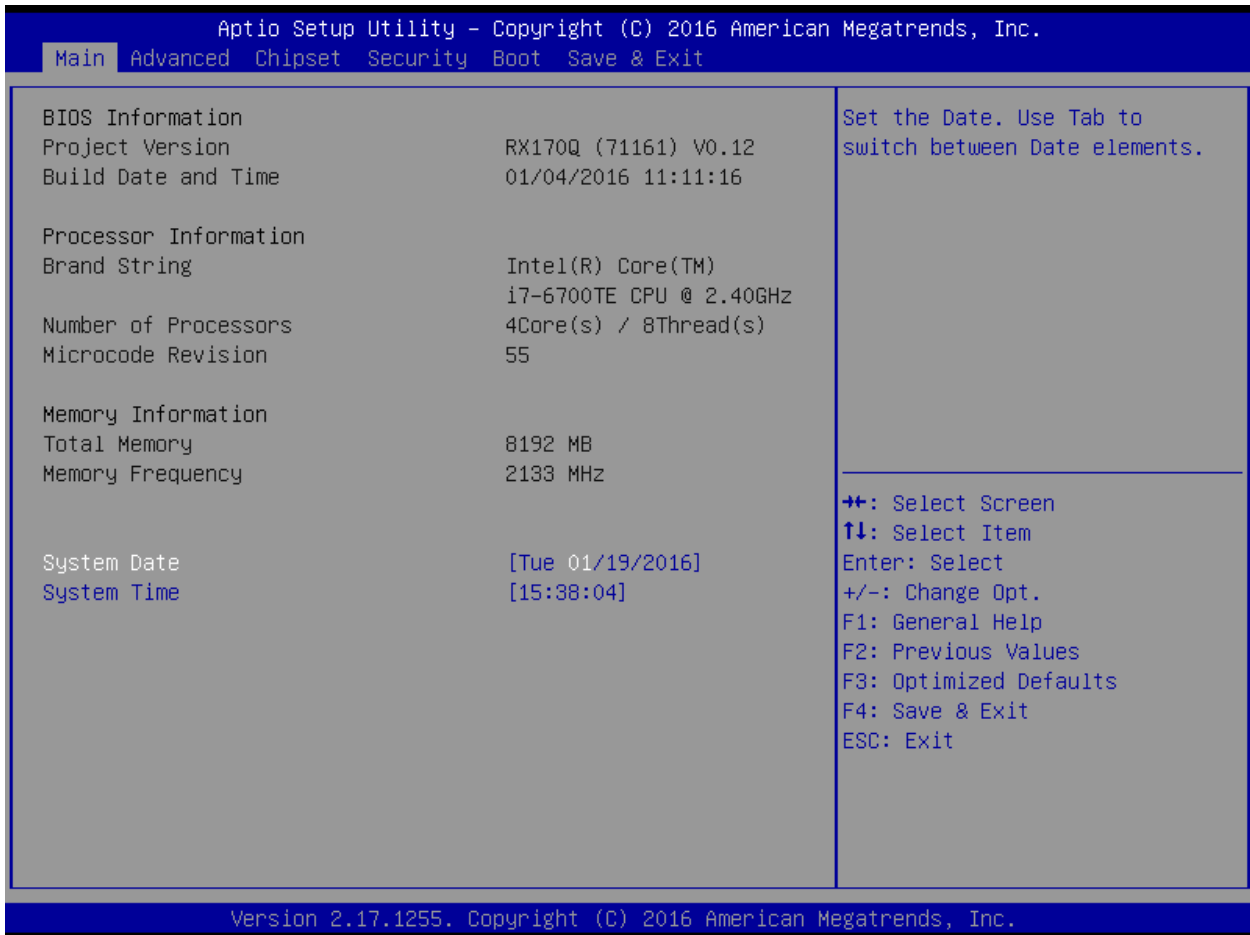 Aptio Setup Utility – Copyright (C) 2016 American Megatrends, Inc.
Main Advanced Chipset Security Boot Save & Exit
BIOS Information
Project Version RX170Q (71161) V0.12
Build Date and Time 01/04/2016 11:11:16
Processor Information
Brand String Intel(R) Core(TM)
i7-6700TE CPU @ 2.40GHz
Number of Processors 4Core(s) / 8Thread(s)
Microcode Revision 55
Memory Information
Total Memory 8192 MB
Memory Frequency 2133 MHz
System Date [Tue 01/19/2016]
System Time [15:38:04]
Set the Date. Use Tab to
switch between Date elements.
→←: Select Screen
↑↓: Select Item
Enter: Select
+/-: Change Opt.
F1: General Help
F2: Previous Values
F3: Optimized Defaults
F4: Save & Exit
ESC: Exit
Version 2.17.1255. Copyright (C) 2016 American Megatrends, Inc.